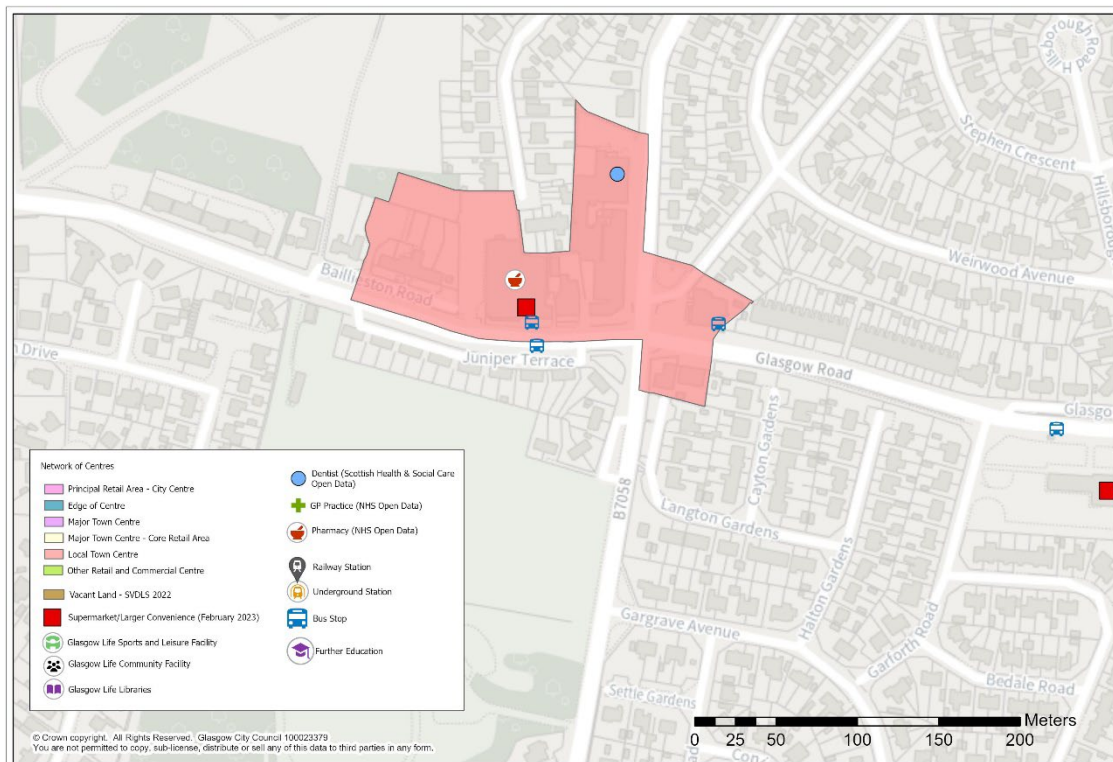 Hillsborough Road
Stephen Crescent
Hillsborough
Weirwood Avenue
Baillieston Road
Juniper Terrace
Glasgow Road
Glasgo
n Drive
Cayton Gardens
B7058
Langton Gardens
Halton Gardens
Garforth Road
Gargrave Avenue
Bedale Road
Settle Gardens
Network of Centres
Principal Retail Area - City Centre
Edge of Centre
Major Town Centre
Major Town Centre - Core Retail Area
Local Town Centre
Other Retail and Commercial Centre
Vacant Land - SVDLS 2022
Supermarket/Larger Convenience (February 2023)
Glasgow Life Sports and Leisure Facility
Glasgow Life Community Facility
Glasgow Life Libraries
Dentist (Scottish Health & Social Care
Open Data)
GP Practice (NHS Open Data)
Pharmacy (NHS Open Data)
Railway Station
Underground Station
Bus Stop
Further Education
Meters
0 25 50 100 150 200
© Crown copyright. All Rights Reserved. Glasgow City Council 100023379
You are not permitted to copy, sub-license, distribute or sell any of this data to third parties in any form.